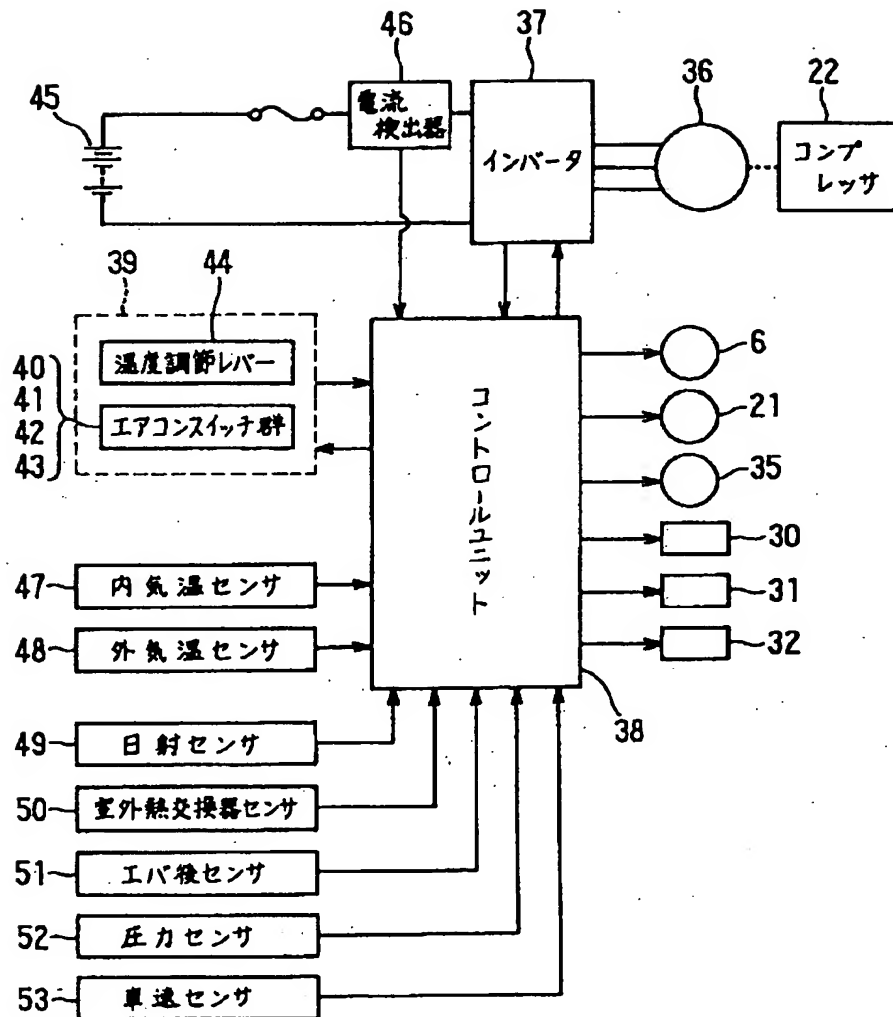 46
37
36
22
45
電流
検出器
インバータ
コンプ
レッサ
39
44
40
41
42
43
温度調節レバー
エアコンスイッチ群
コントロールユニット
6
21
35
30
31
32
38
47
内気温センサ
48
外気温センサ
49
日射センサ
50
室外熱交換器センサ
51
エバ後センサ
52
圧力センサ
53
車速センサ